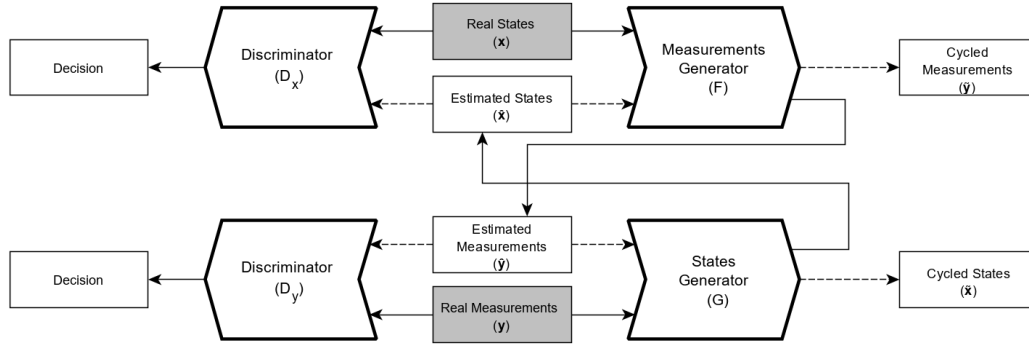 Real States
(x)
Decision
Discriminator
(Dₓ)
Measurements
Generator
(F)
Cycled
Measurements
(ỹ)
Estimated States
(x̂)
Estimated
Measurements
(ŷ)
Decision
Discriminator
(D_y)
States
Generator
(G)
Cycled States
(x̃)
Real Measurements
(y)